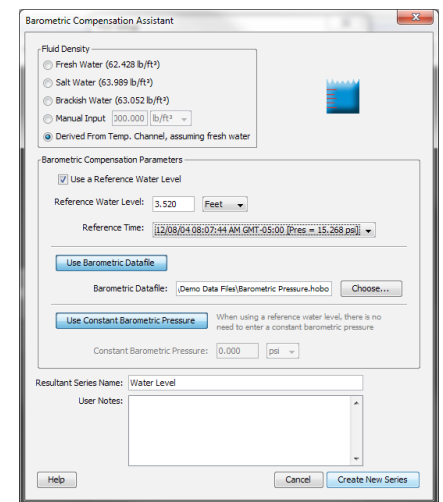 Barometric Compensation Assistant
Fluid Density
Fresh Water (62.428 lb/ft³)
Salt Water (63.989 lb/ft³)
Brackish Water (63.052 lb/ft³)
Manual Input 000.000 lb/ft³
Derived From Temp. Channel, assuming fresh water
Barometric Compensation Parameters
Use a Reference Water Level
Reference Water Level: 3.520 Feet
Reference Time: 12/08/04 08:07:44 AM GMT-05:00 [Pres = 15.268 psi]
Use Barometric Datafile
Barometric Datafile: \Demo Data Files\Barometric Pressure.hobo Choose...
Use Constant Barometric Pressure
When using a reference water level, there is no
need to enter a constant barometric pressure
Constant Barometric Pressure: 0.000 psi
Resultant Series Name: Water Level
User Notes:
Help Cancel Create New Series